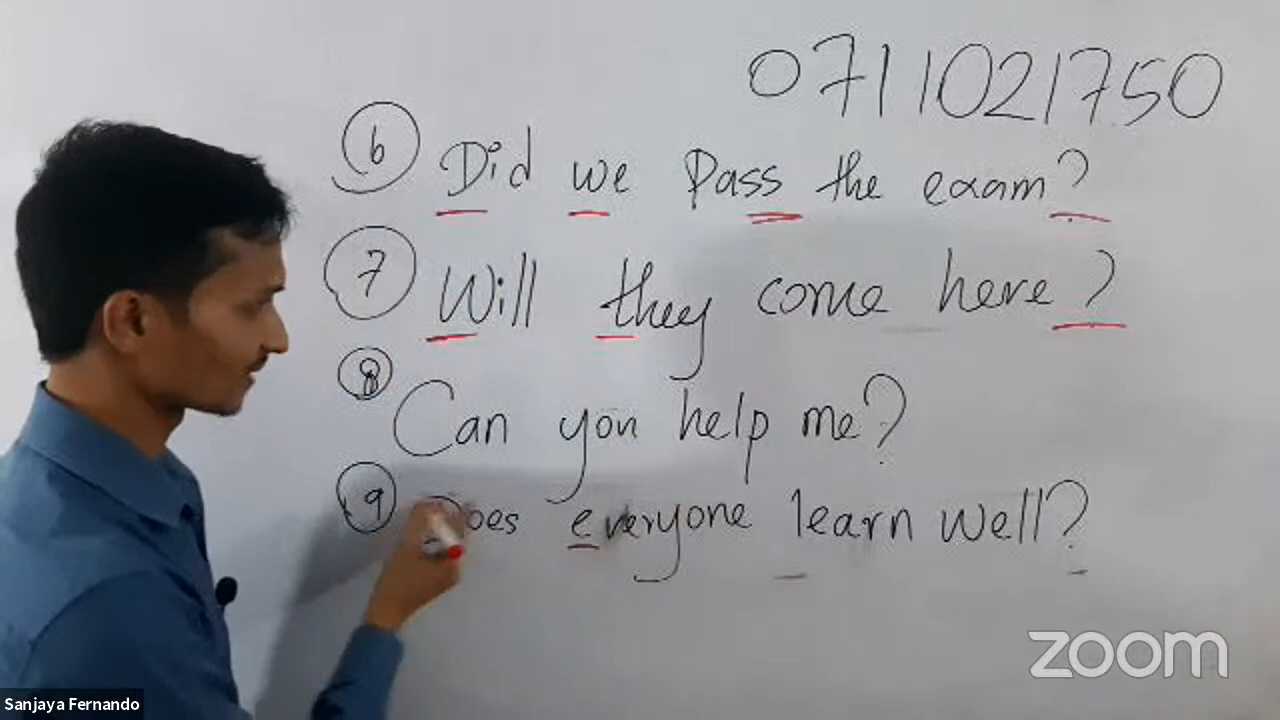 0711021750
6 Did we Pass the exam?
7 Will they come here?
8 Can you help me?
9 Does everyone learn well?
zoom
Sanjaya Fernando